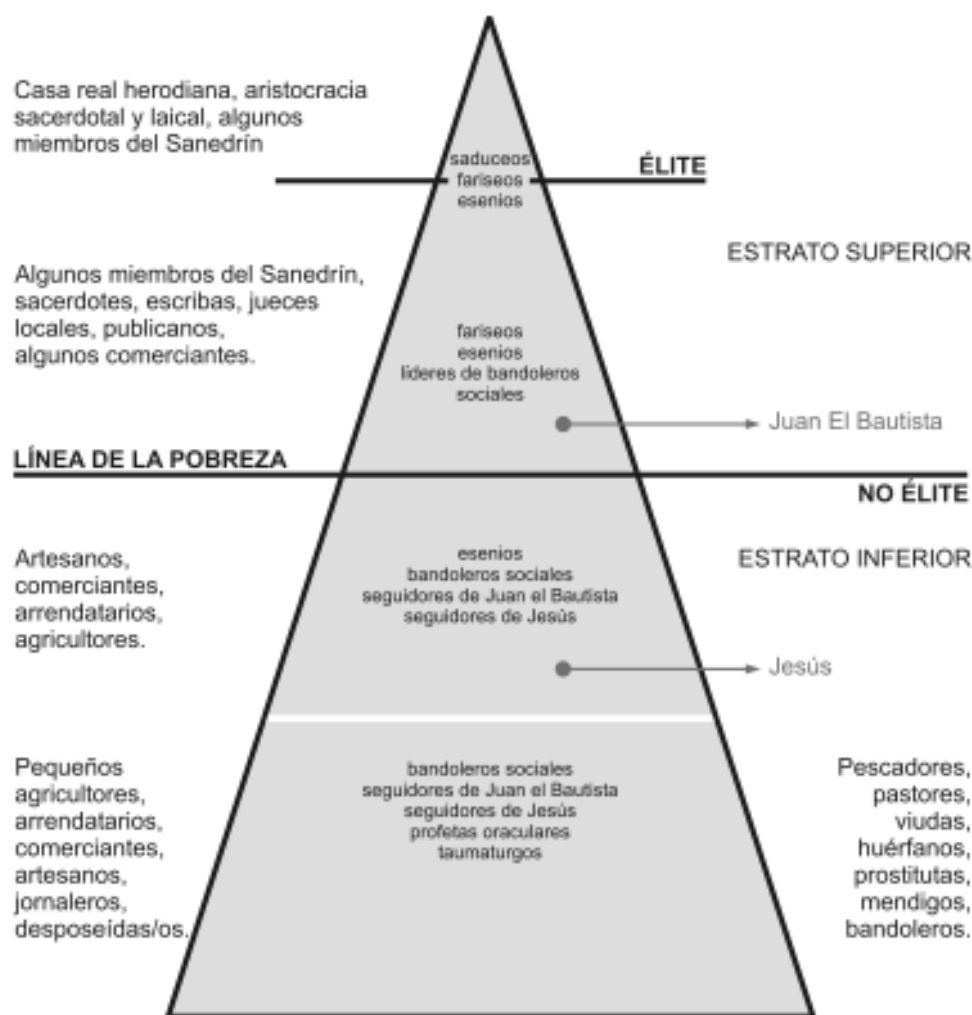 Casa real herodiana, aristocracia
sacerdotal y laical, algunos
miembros del Sanedrín
saduceos
fariseos
esenios
ÉLITE
ESTRATO SUPERIOR
Algunos miembros del Sanedrín,
sacerdotes, escribas, jueces
locales, publicanos,
algunos comerciantes.
fariseos
esenios
líderes de bandoleros
sociales
Juan El Bautista
LÍNEA DE LA POBREZA
NO ÉLITE
ESTRATO INFERIOR
Artesanos,
comerciantes,
arrendatarios,
agricultores.
esenios
bandoleros sociales
seguidores de Juan el Bautista
seguidores de Jesús
Jesús
Pequeños
agricultores,
arrendatarios,
comerciantes,
artesanos,
jornaleros,
desposeídas/os.
bandoleros sociales
seguidores de Juan el Bautista
seguidores de Jesús
profetas oraculares
taumaturgos
Pescadores,
pastores,
viudas,
huérfanos,
prostitutas,
mendigos,
bandoleros.